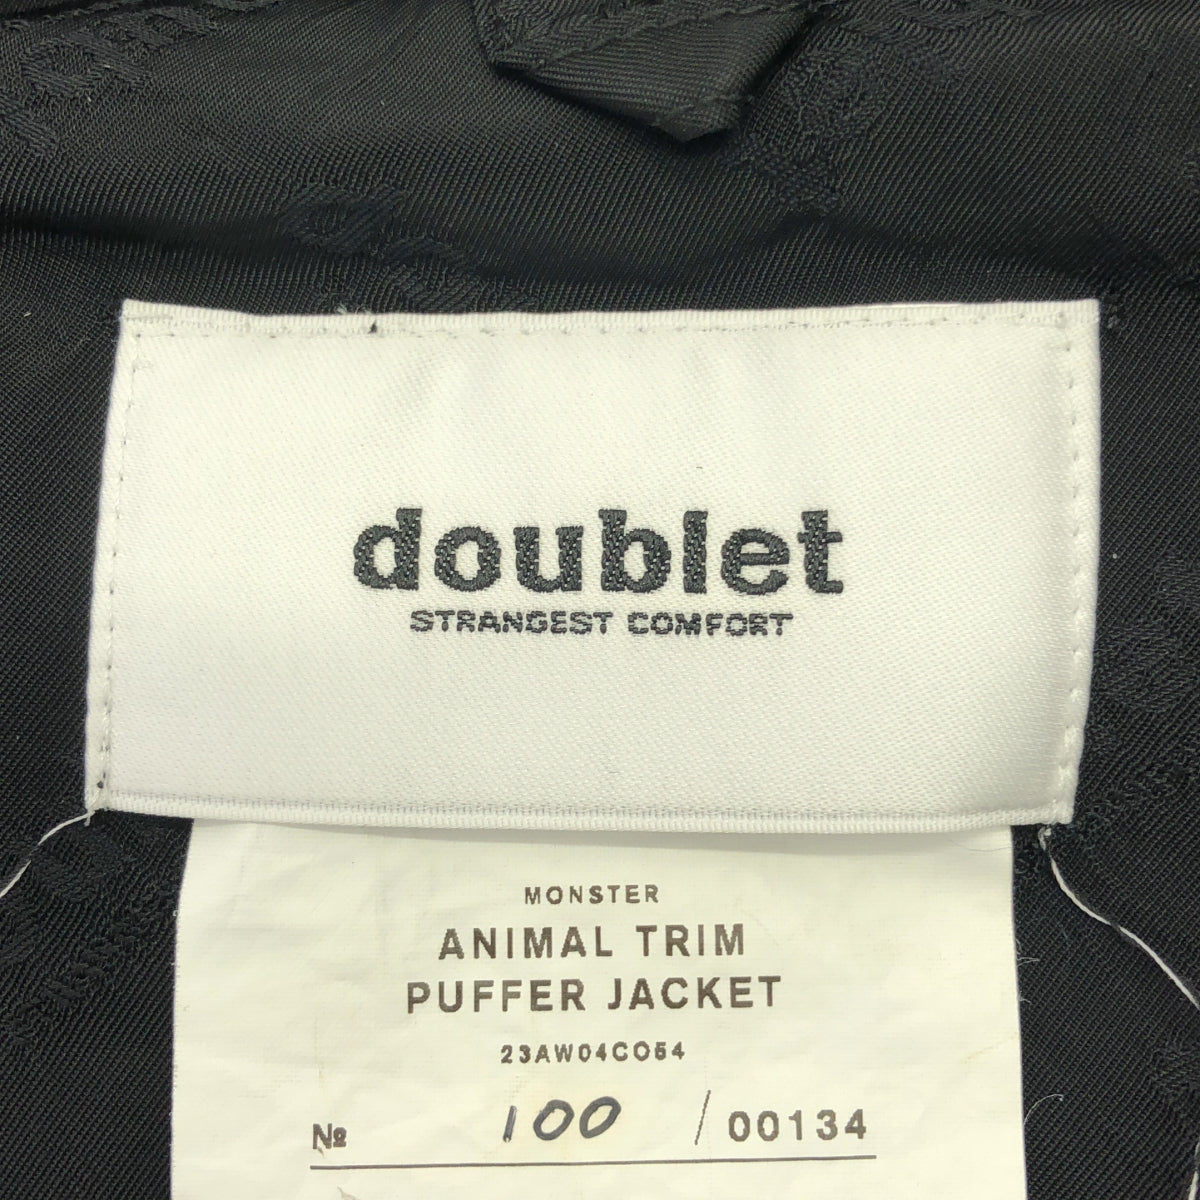 doublet
STRANGEST COMFORT
MONSTER
ANIMAL TRIM
PUFFER JACKET
23AW04CO54
№ 100 / 00134